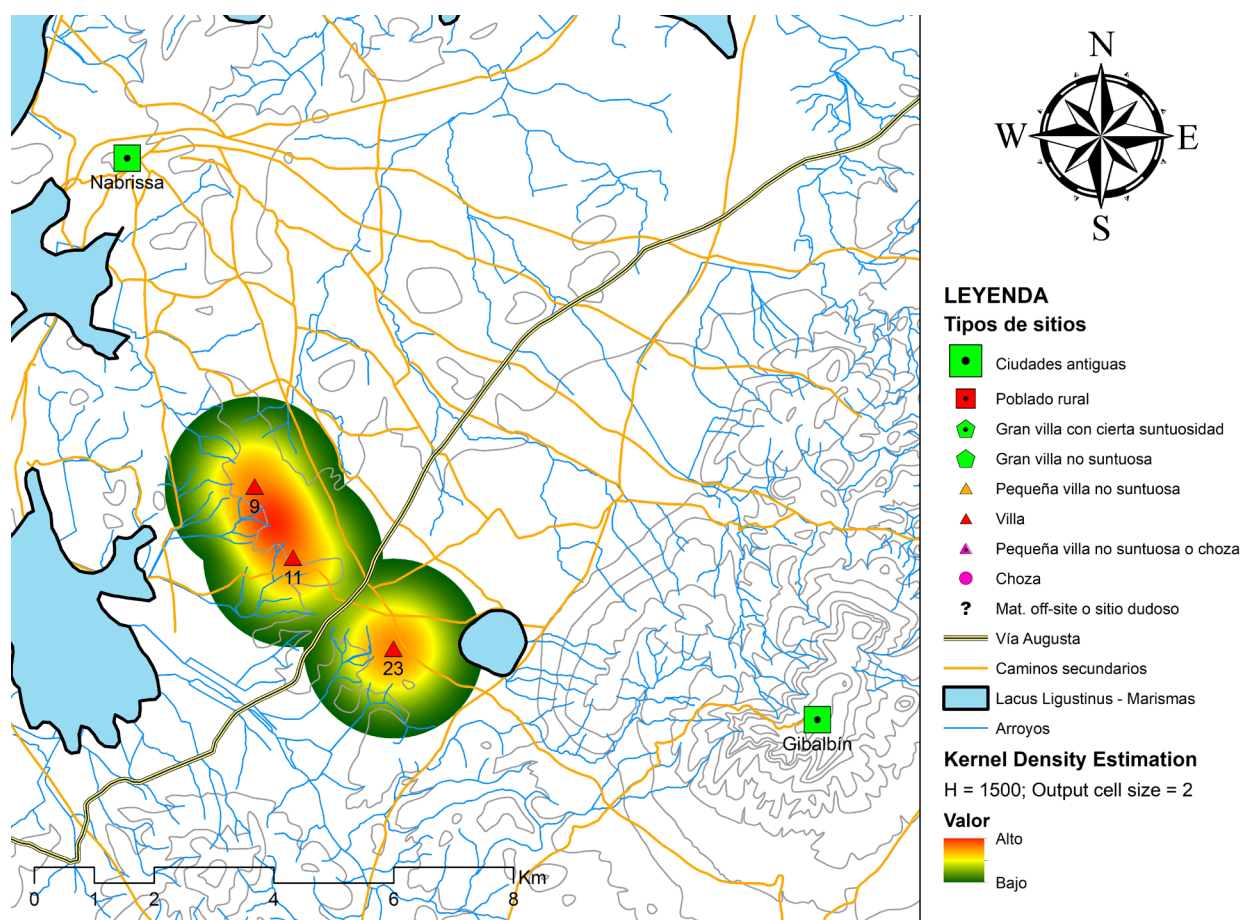 Nabrissa
9
11
23
Gibalbín
0 1 2 4 6 8 Km
N
W E
S
LEYENDA
Tipos de sitios
Ciudades antiguas
Poblado rural
Gran villa con cierta suntuosidad
Gran villa no suntuosa
Pequeña villa no suntuosa
Villa
Pequeña villa no suntuosa o choza
Choza
? Mat. off-site o sitio dudoso
Vía Augusta
Caminos secundarios
Lacus Ligustinus - Marismas
Arroyos
Kernel Density Estimation
H = 1500; Output cell size = 2
Valor
Alto
Bajo